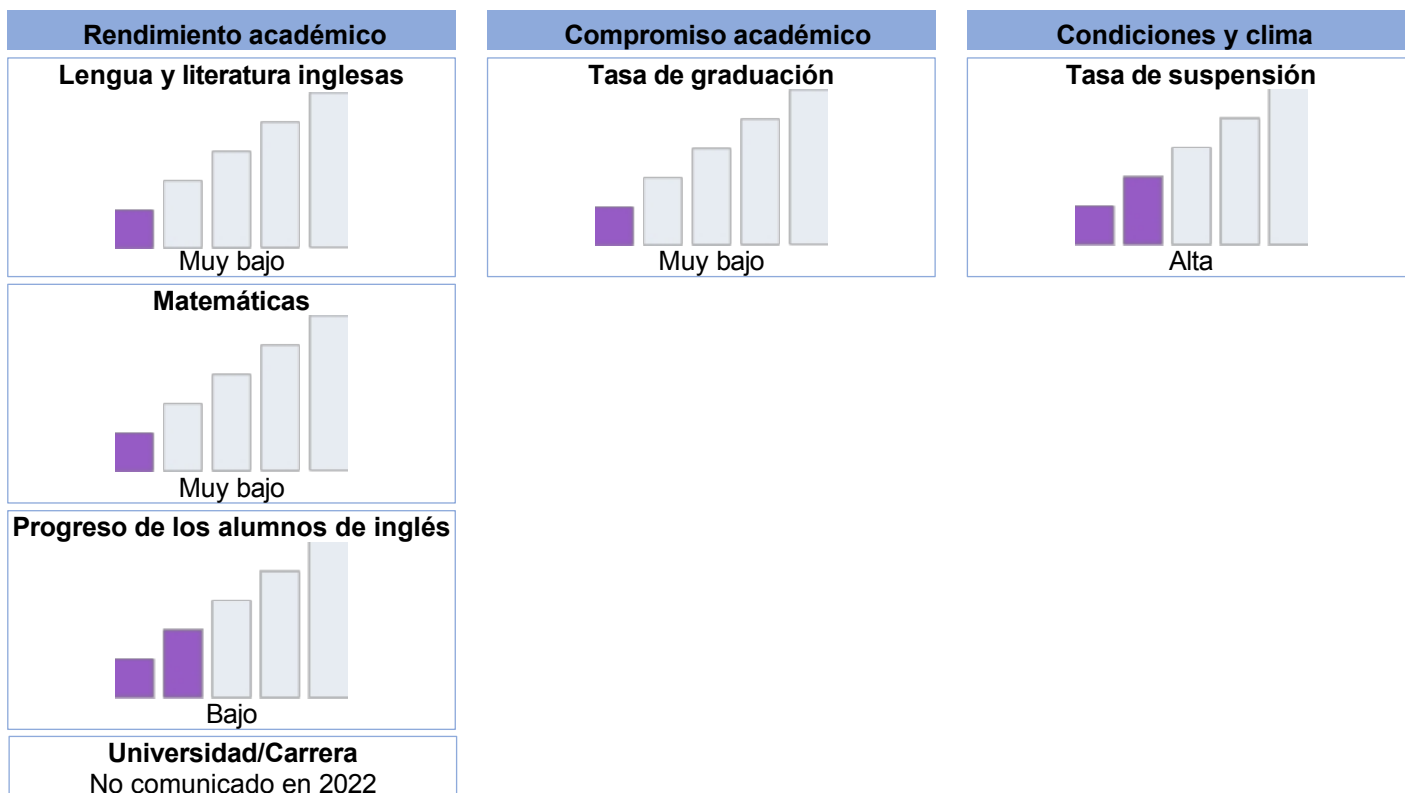 Rendimiento académico
Lengua y literatura inglesas
Muy bajo
Matemáticas
Muy bajo
Progreso de los alumnos de inglés
Bajo
Universidad/Carrera
No comunicado en 2022
Compromiso académico
Tasa de graduación
Muy bajo
Condiciones y clima
Tasa de suspensión
Alta